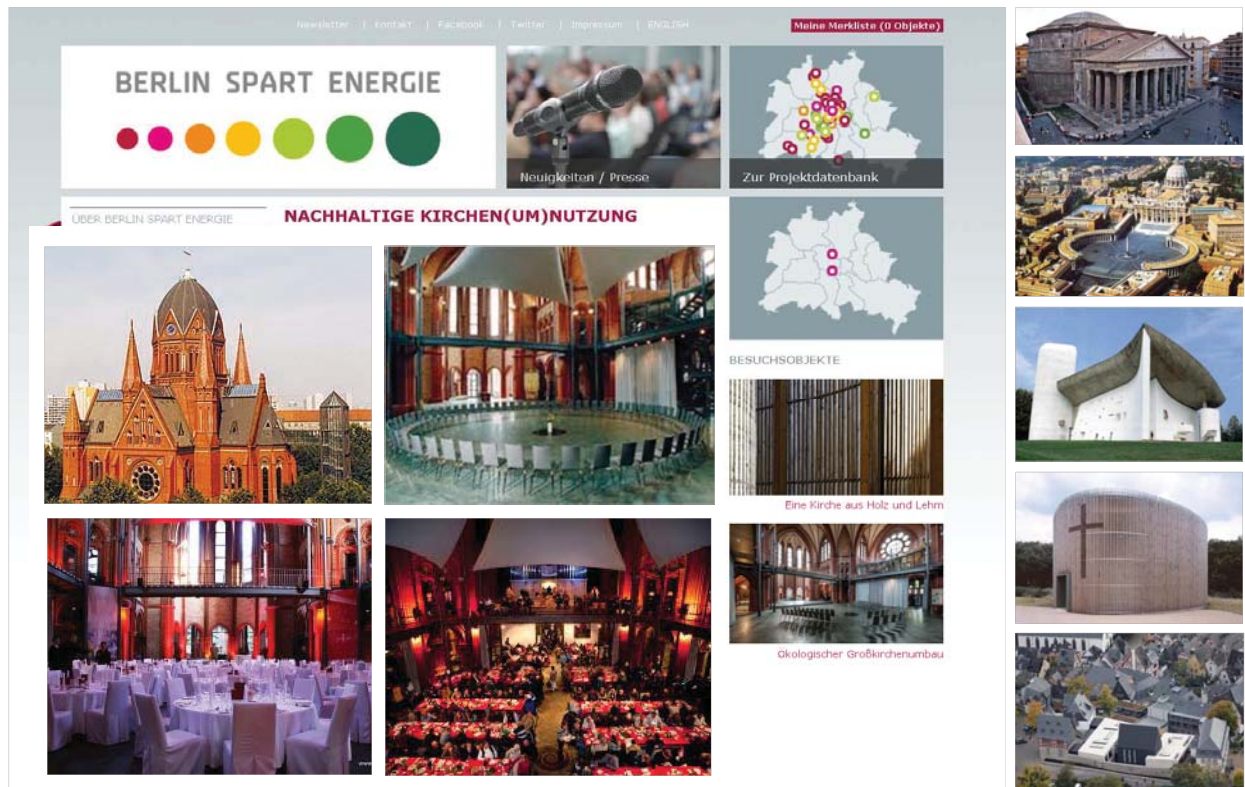 Newsletter | Kontakt | Facebook | Twitter | Impressum | ENGLISH
Meine Merkliste (0 Objekte)
BERLIN SPART ENERGIE
Neuigkeiten / Presse
Zur Projektdatenbank
ÜBER BERLIN SPART ENERGIE
NACHHALTIGE KIRCHEN(UM)NUTZUNG
BESUCHSOBJEKTE
Eine Kirche aus Holz und Lehm
Ökologischer Großkirchenumbau